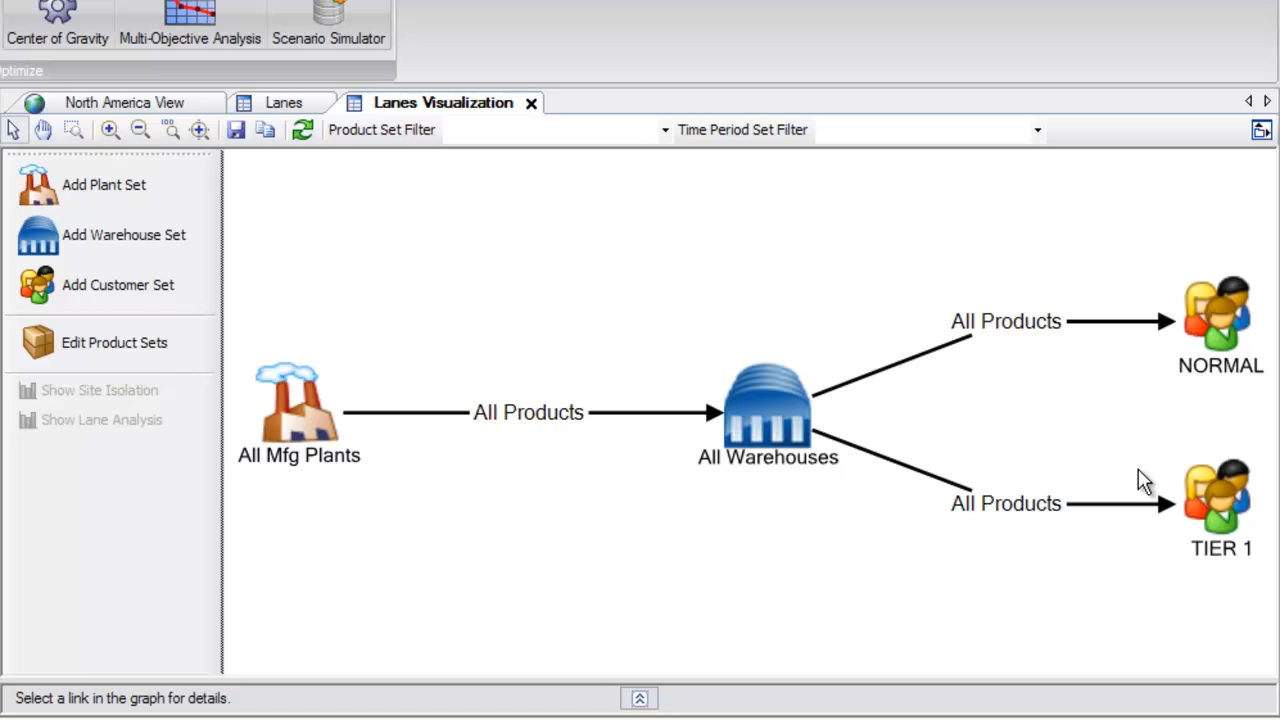 Center of Gravity
Multi-Objective Analysis
Scenario Simulator
ptimize
North America View
Lanes
Lanes Visualization
100
Product Set Filter
Time Period Set Filter
Add Plant Set
Add Warehouse Set
Add Customer Set
Edit Product Sets
Show Site Isolation
Show Lane Analysis
All Products
NORMAL
All Products
All Mfg Plants
All Warehouses
All Products
TIER 1
Select a link in the graph for details.